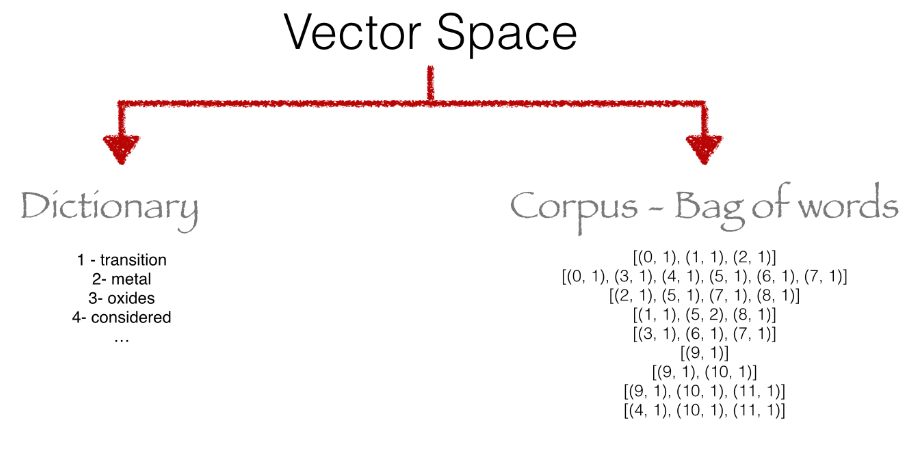 Vector Space
Dictionary
1 - transition
2- metal
3- oxides
4- considered
...
Corpus - Bag of words
[(0, 1), (1, 1), (2, 1)]
[(0, 1), (3, 1), (4, 1), (5, 1), (6, 1), (7, 1)]
[(2, 1), (5, 1), (7, 1), (8, 1)]
[(1, 1), (5, 2), (8, 1)]
[(3, 1), (6, 1), (7, 1)]
[(9, 1)]
[(9, 1), (10, 1)]
[(9, 1), (10, 1), (11, 1)]
[(4, 1), (10, 1), (11, 1)]